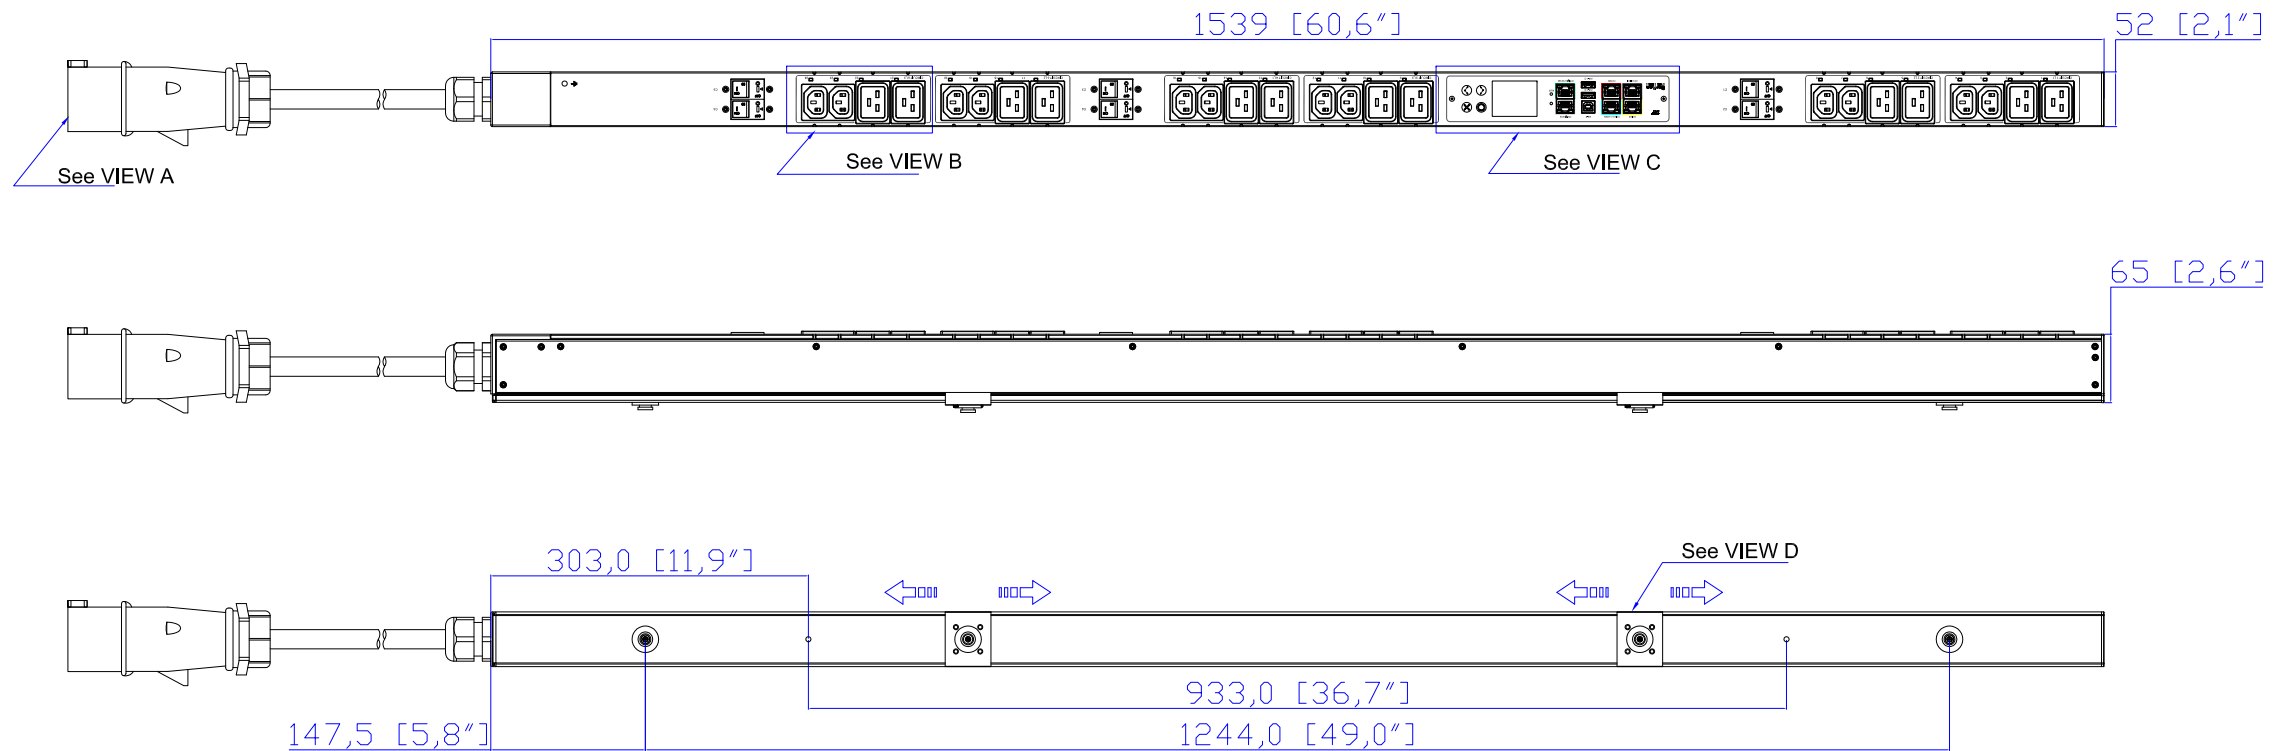 1539 [60,6″]
52 [2,1″]
See VIEW A
See VIEW B
See VIEW C
65 [2,6″]
303,0 [11,9″]
See VIEW D
933,0 [36,7″]
147,5 [5,8″]
1244,0 [49,0″]